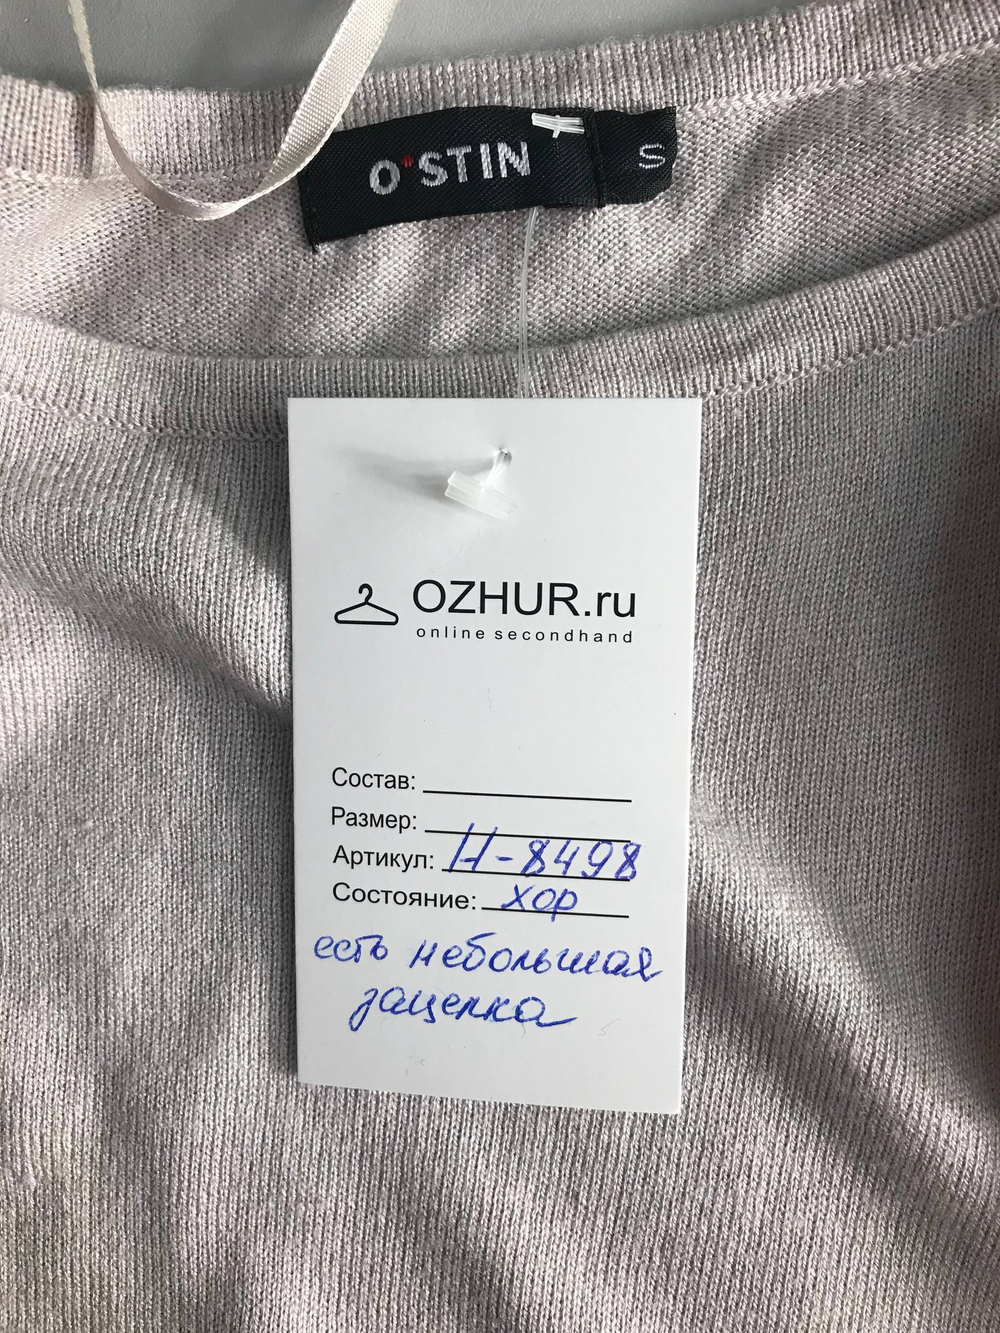 O'STIN S
OZHUR.ru
online secondhand
Состав:
Размер:
Артикул: Н-8498
Состояние: хор
есть небольшая
зацепка